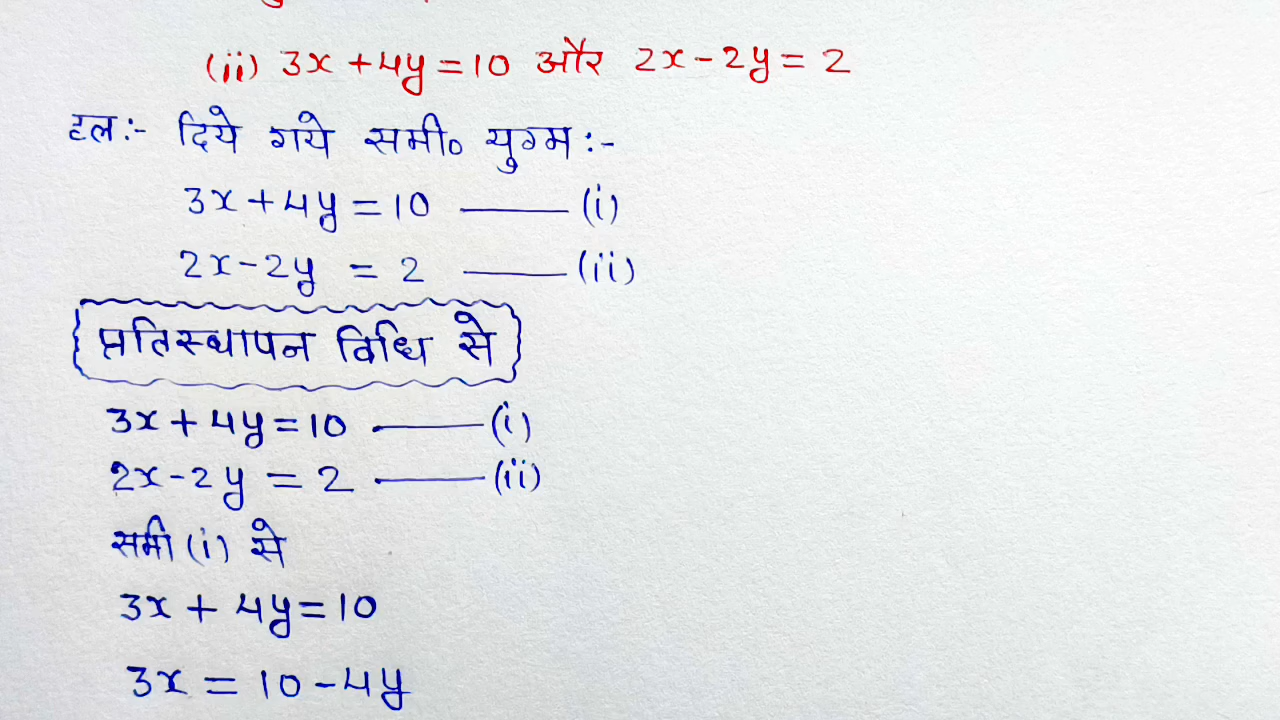 (ii) 3x + 4y = 10 और 2x - 2y = 2
हल:- दिये गये समी० युग्म:-
3x + 4y = 10 —— (i)
2x - 2y = 2 —— (ii)
प्रतिस्थापन विधि से
3x + 4y = 10 —— (i)
2x - 2y = 2 —— (ii)
समी (i) से
3x + 4y = 10
3x = 10 - 4y